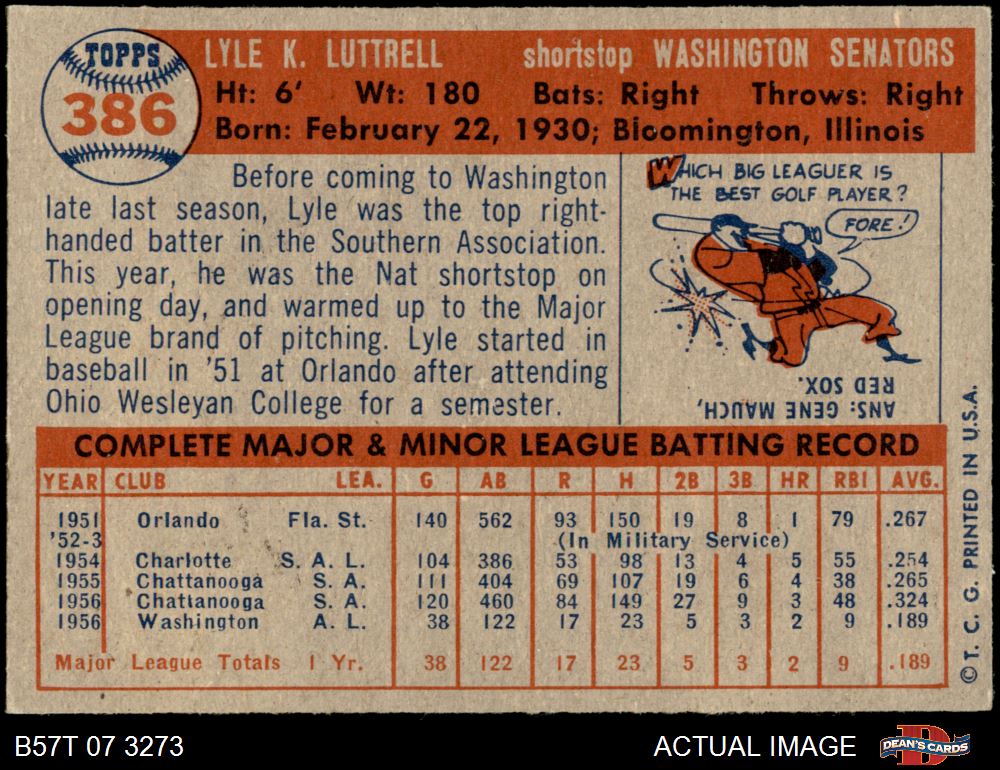 TOPPS
386
LYLE K. LUTTRELL shortstop WASHINGTON SENATORS
Ht: 6' Wt: 180 Bats: Right Throws: Right
Born: February 22, 1930; Bloomington, Illinois
Before coming to Washington
late last season, Lyle was the top right-
handed batter in the Southern Association.
This year, he was the Nat shortstop on
opening day, and warmed up to the Major
League brand of pitching. Lyle started in
baseball in '51 at Orlando after attending
Ohio Wesleyan College for a semester.
WHICH BIG LEAGUER IS
THE BEST GOLF PLAYER?
FORE!
ANS: GENE MAUCH,
RED SOX.
COMPLETE MAJOR & MINOR LEAGUE BATTING RECORD
YEAR CLUB LEA. G AB R H 2B 3B HR RBI AVG.
1951 Orlando Fla. St. 140 562 93 150 19 8 1 79 .267
'52-3 (In Military Service)
1954 Charlotte S. A. L. 104 386 53 98 13 4 5 55 .254
1955 Chattanooga S. A. 111 404 69 107 19 6 4 38 .265
1956 Chattanooga S. A. 120 460 84 149 27 9 3 48 .324
1956 Washington A. L. 38 122 17 23 5 3 2 9 .189
Major League Totals 1 Yr. 38 122 17 23 5 3 2 9 .189
© T. C. G. PRINTED IN U.S.A.
B57T 07 3273 ACTUAL IMAGE DEAN'S CARDS